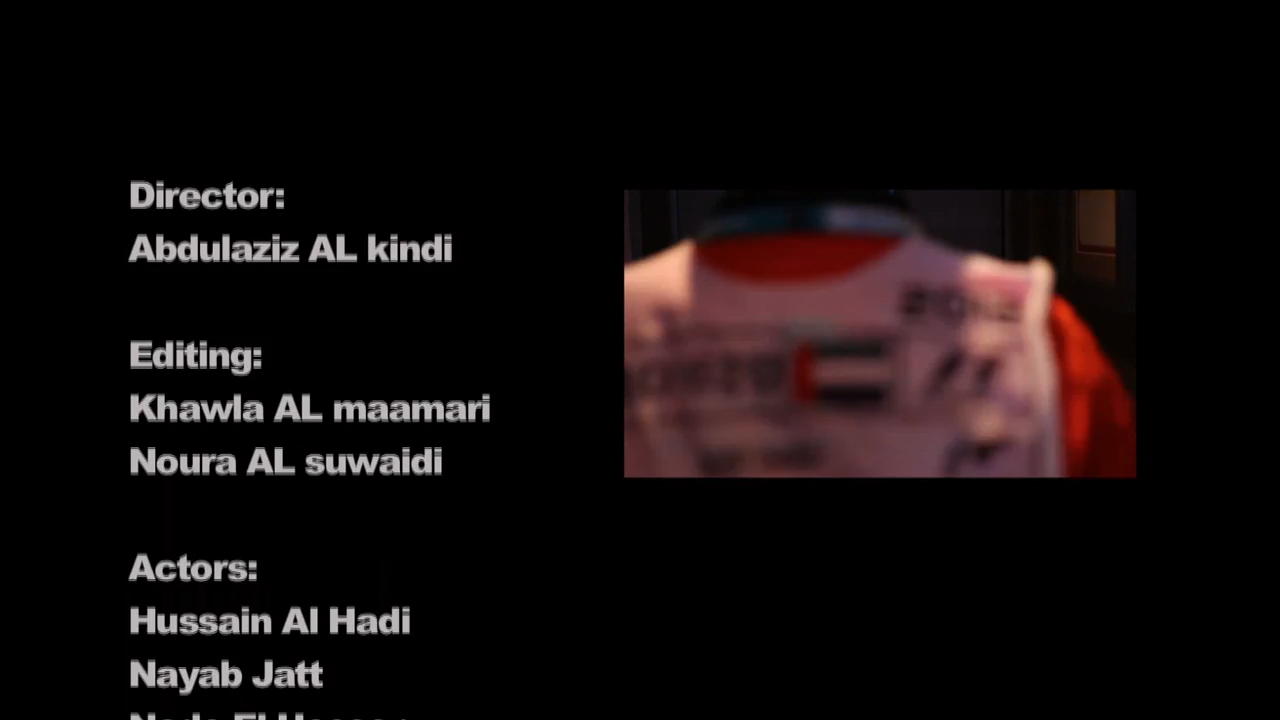 Director:
Abdulaziz AL kindi
Editing:
Khawla AL maamari
Noura AL suwaidi
Actors:
Hussain Al Hadi
Nayab Jatt